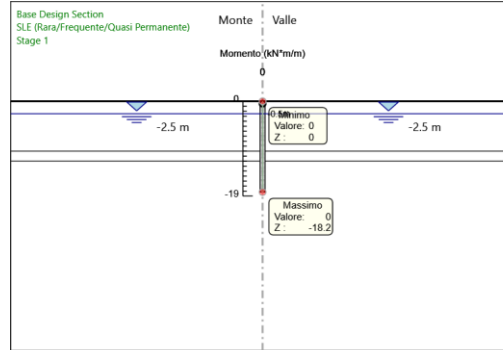 Base Design Section
SLE (Rara/Frequente/Quasi Permanente)
Stage 1
Monte Valle
Momento (kN*m/m)
0
0
Minimo
Valore: 0
Z : 0
-2.5 m
-2.5 m
-19
Massimo
Valore: 0
Z : -18.2